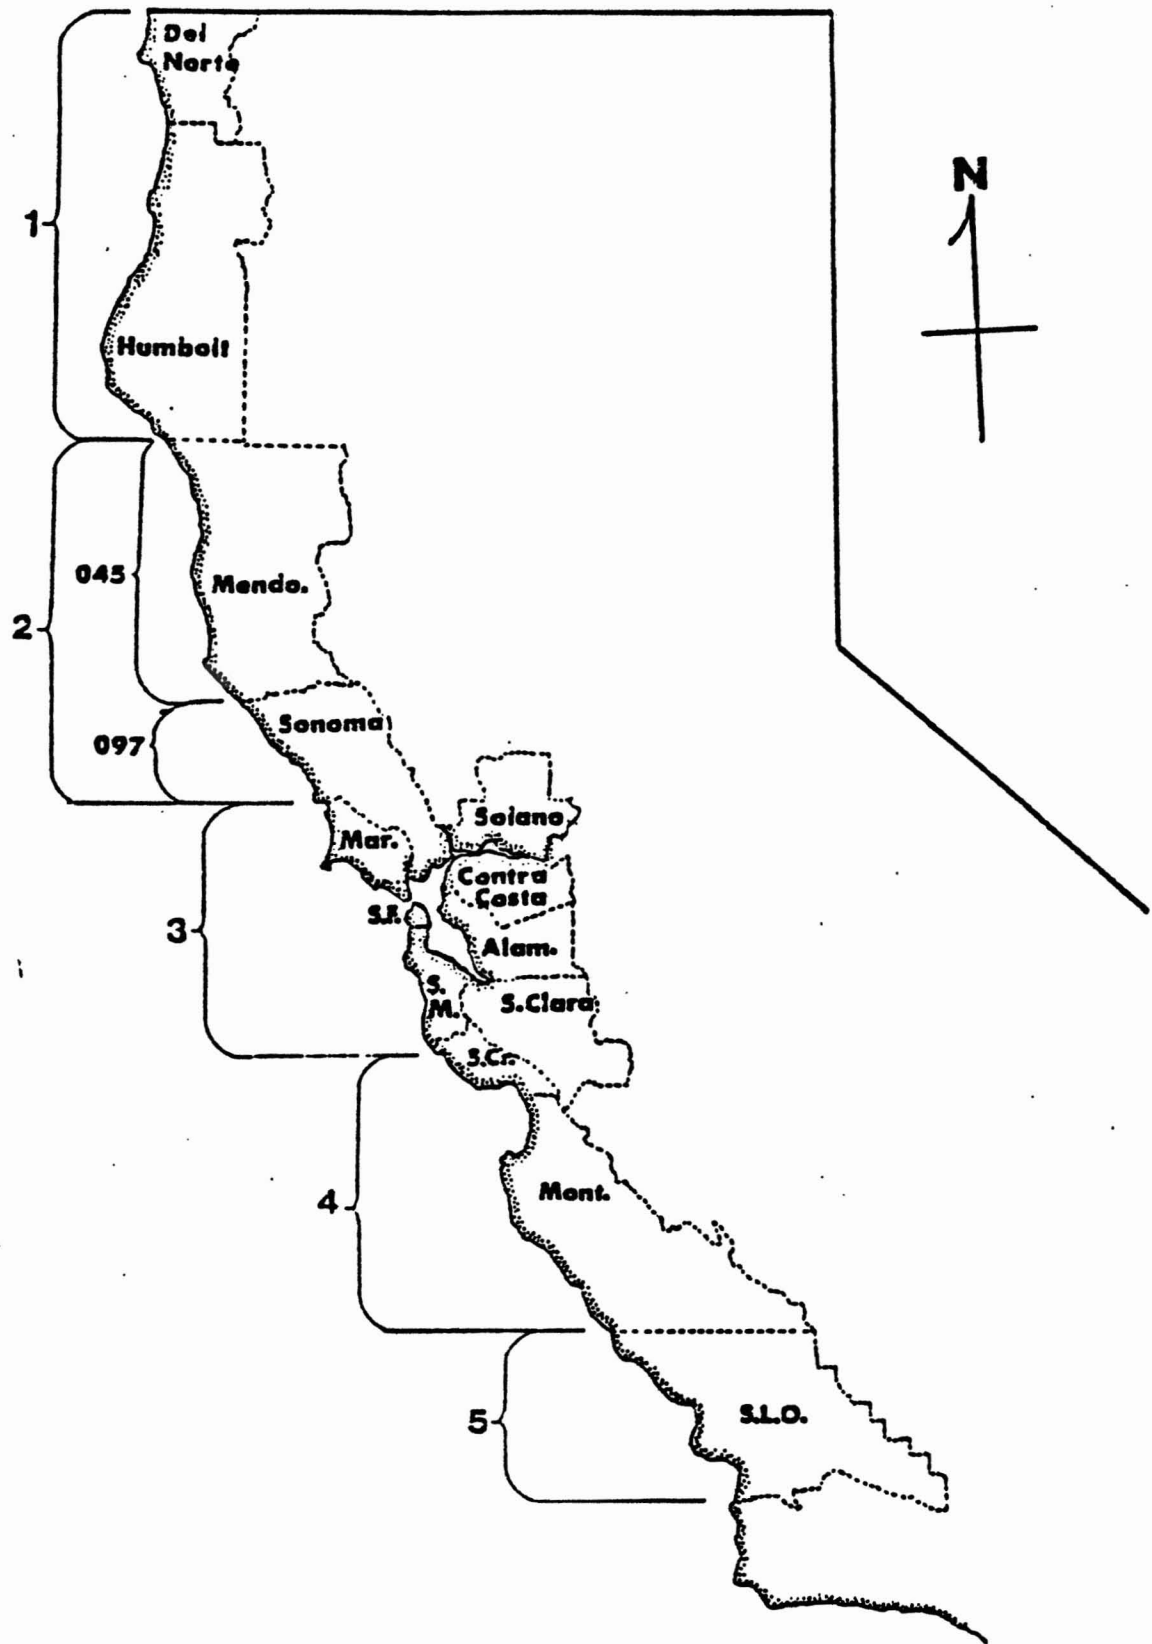 Del
Norte
N
1
Humbolt
045
Mendo.
2
Sonoma
097
Solano
Mar.
Contra
Costa
S.F.
3
Alam.
S.
M.
S.Clara
S.Cr.
Mont.
4
S.L.O.
5